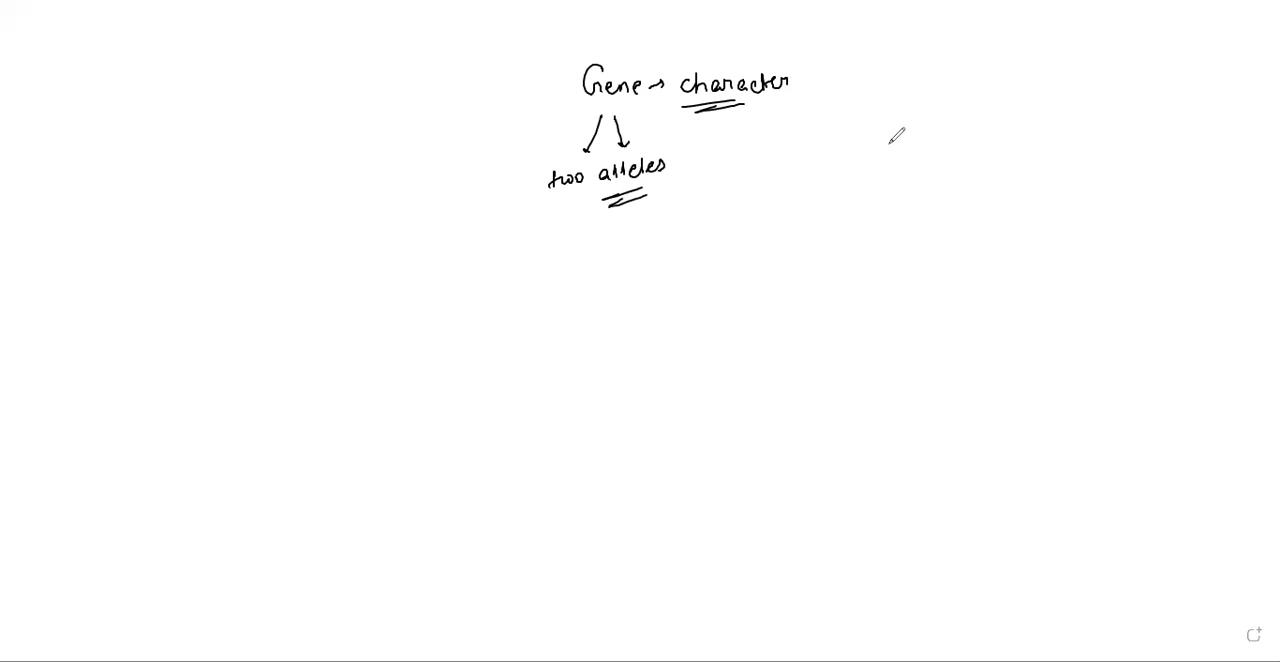 Gene → character
two alleles